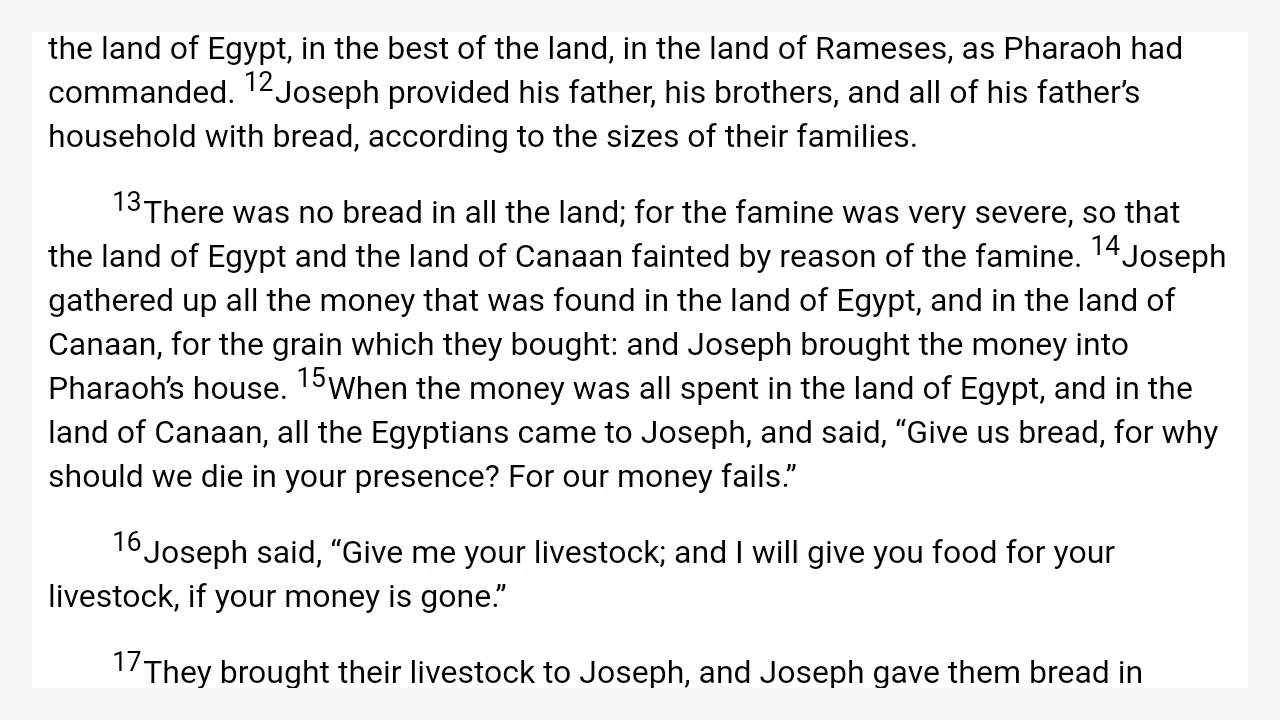 the land of Egypt, in the best of the land, in the land of Rameses, as Pharaoh had
commanded. 12Joseph provided his father, his brothers, and all of his father’s
household with bread, according to the sizes of their families.
13There was no bread in all the land; for the famine was very severe, so that
the land of Egypt and the land of Canaan fainted by reason of the famine. 14Joseph
gathered up all the money that was found in the land of Egypt, and in the land of
Canaan, for the grain which they bought: and Joseph brought the money into
Pharaoh’s house. 15When the money was all spent in the land of Egypt, and in the
land of Canaan, all the Egyptians came to Joseph, and said, “Give us bread, for why
should we die in your presence? For our money fails.”
16Joseph said, “Give me your livestock; and I will give you food for your
livestock, if your money is gone.”
17They brought their livestock to Joseph, and Joseph gave them bread in